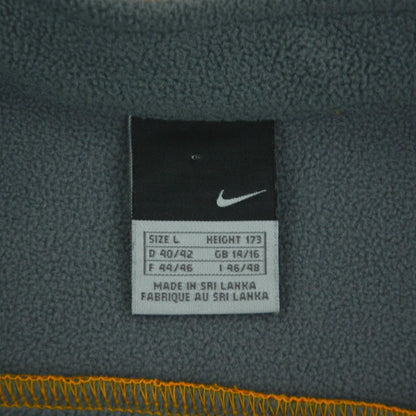 SIZE L HEIGHT 173
D 40/42 GB 14/16
F 44/46 I 46/48
MADE IN SRI LANKA
FABRIQUE AU SRI LANKA